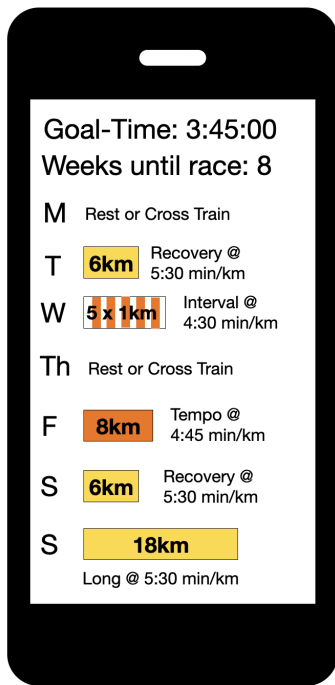 Goal-Time: 3:45:00
Weeks until race: 8
M Rest or Cross Train
T 6km Recovery @
5:30 min/km
W 5 x 1km Interval @
4:30 min/km
Th Rest or Cross Train
F 8km Tempo @
4:45 min/km
S 6km Recovery @
5:30 min/km
S 18km
Long @ 5:30 min/km